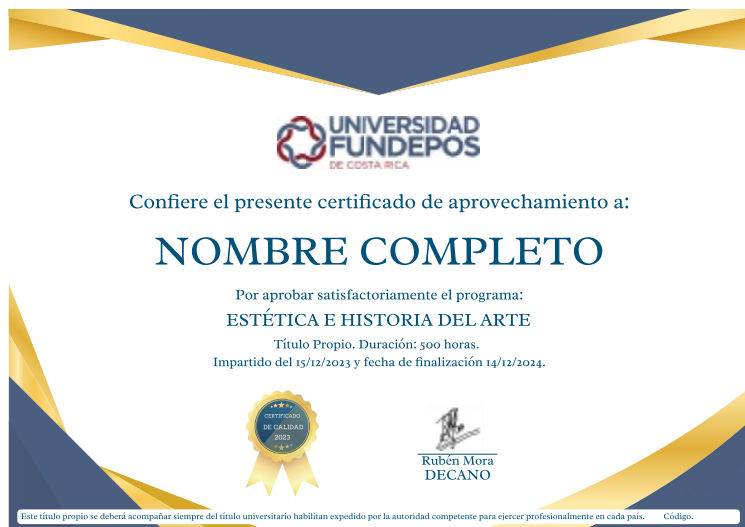 UNIVERSIDAD
FUNDEPOS
DE COSTA RICA
Confiere el presente certificado de aprovechamiento a:
NOMBRE COMPLETO
Por aprobar satisfactoriamente el programa:
ESTÉTICA E HISTORIA DEL ARTE
Título Propio. Duración: 500 horas.
Impartido del 15/12/2023 y fecha de finalización 14/12/2024.
CERTIFICADO
DE CALIDAD
2023
Rubén Mora
DECANO
Este título propio se deberá acompañar siempre del título universitario habilitan expedido por la autoridad competente para ejercer profesionalmente en cada país. Código.